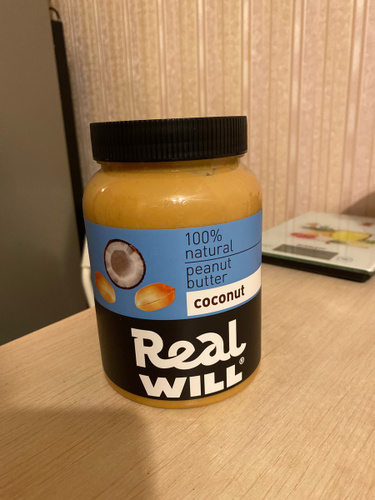 100%
natural
peanut
butter
coconut
Real
WILL®